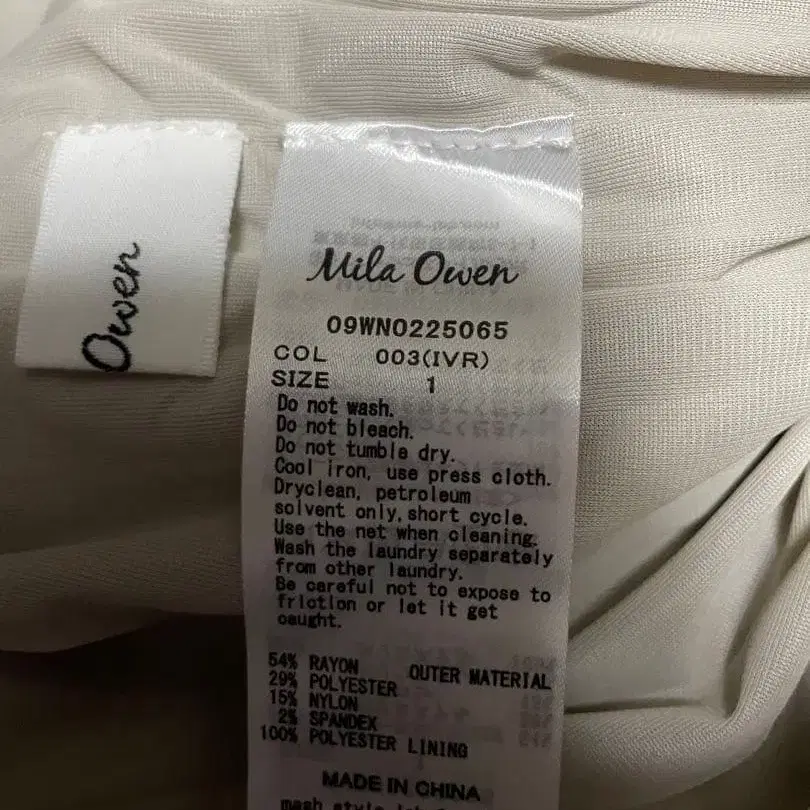 Owen
Mila Owen
09WN0225065
COL 003(IVR)
SIZE 1
Do not wash.
Do not bleach.
Do not tumble dry.
Cool iron, use press cloth.
Dryclean, petroleum
solvent only, short cycle.
Use the net when cleaning.
Wash the laundry separately
from other laundry.
Be careful not to expose to
friction or let it get
caught.
54% RAYON OUTER MATERIAL
29% POLYESTER
15% NYLON
2% SPANDEX
100% POLYESTER LINING
MADE IN CHINA
mash style